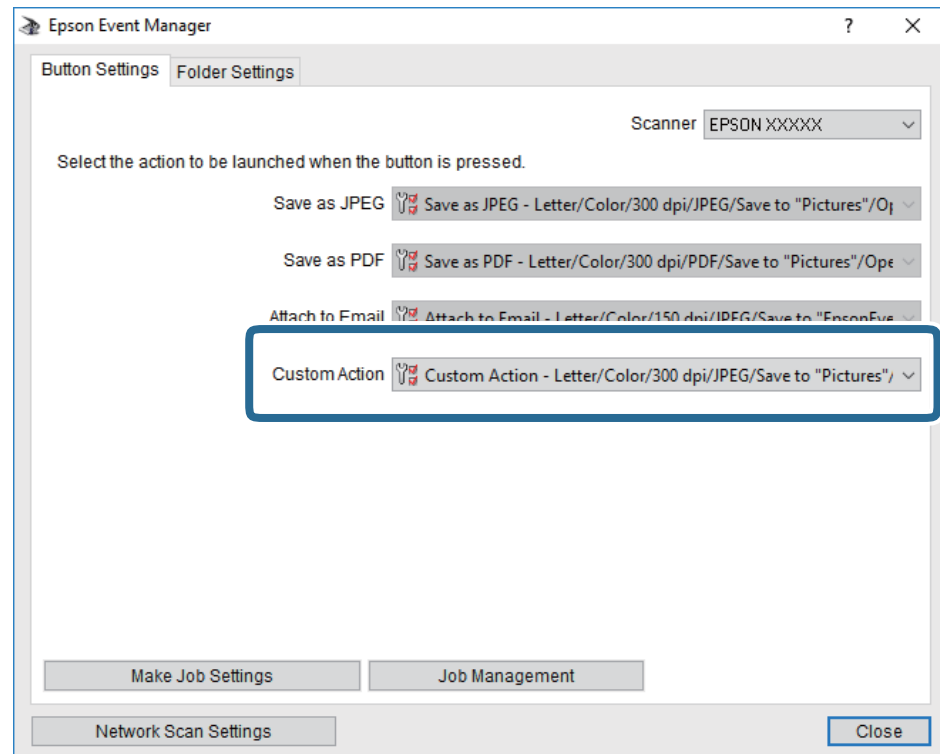 Epson Event Manager
Button Settings Folder Settings
Scanner EPSON XXXXX
Select the action to be launched when the button is pressed.
Save as JPEG Save as JPEG - Letter/Color/300 dpi/JPEG/Save to "Pictures"/Op
Save as PDF Save as PDF - Letter/Color/300 dpi/PDF/Save to "Pictures"/Ope
Attach to Email Attach to Email - Letter/Color/150 dpi/JPEG/Save to "EpsonEve
Custom Action Custom Action - Letter/Color/300 dpi/JPEG/Save to "Pictures"/
Make Job Settings Job Management
Network Scan Settings Close